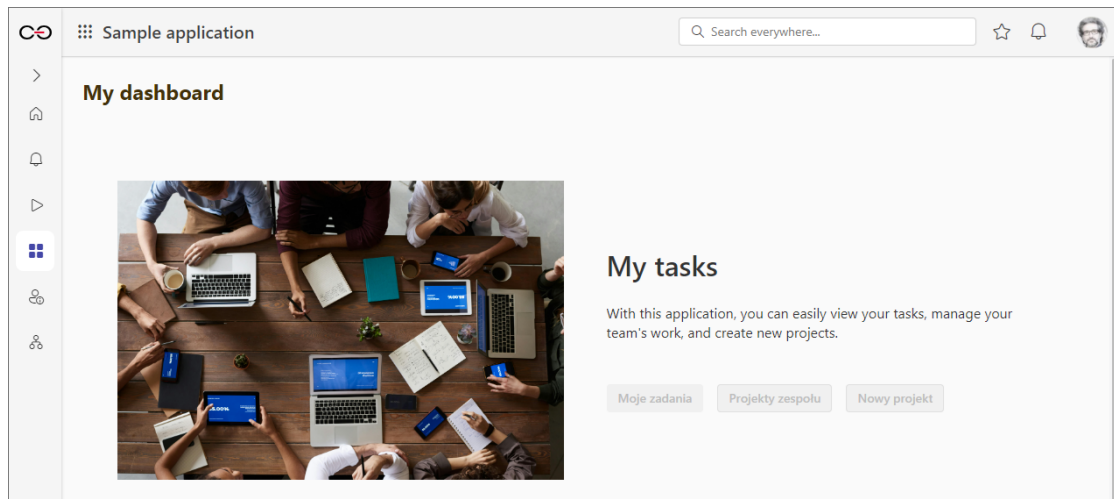 Sample application
Search everywhere...
My dashboard
My tasks
With this application, you can easily view your tasks, manage your
team's work, and create new projects.
Moje zadania
Projekty zespołu
Nowy projekt